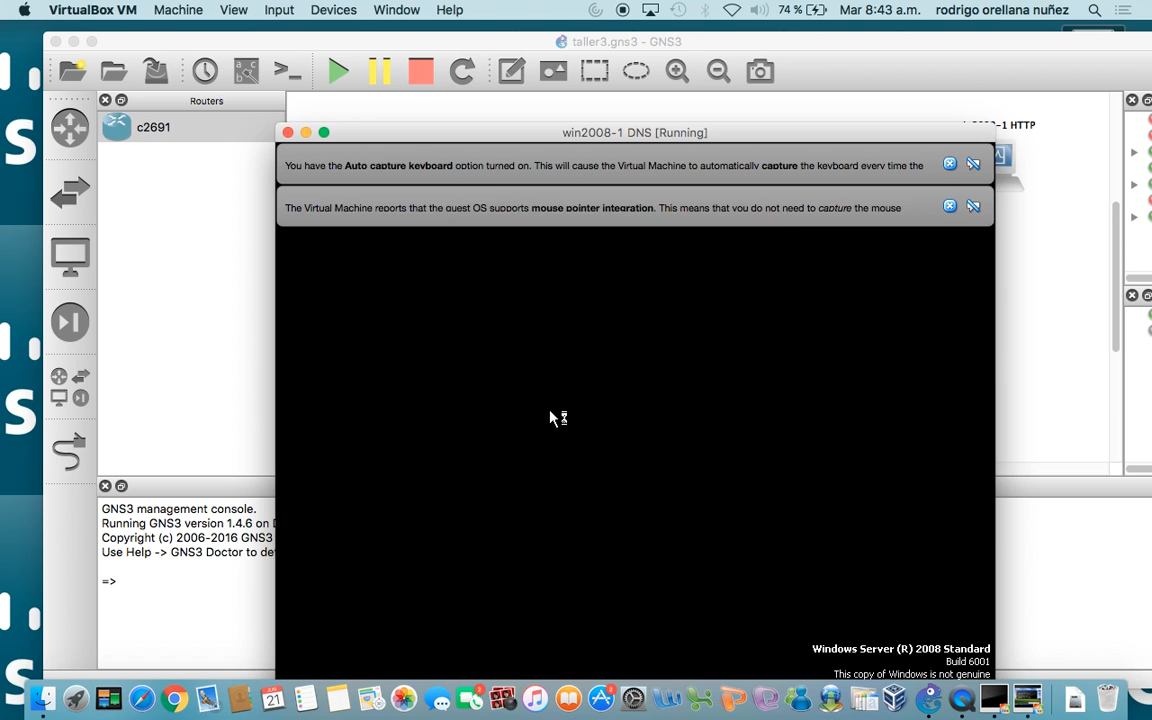 VirtualBox VM Machine View Input Devices Window Help 74 % Mar 8:43 a.m. rodrigo orellana nuñez
taller3.gns3 - GNS3
Routers
c2691
HTTP
win2008-1 DNS [Running]
You have the Auto capture keyboard option turned on. This will cause the Virtual Machine to automatically capture the keyboard every time the
The Virtual Machine reports that the guest OS supports mouse pointer integration. This means that you do not need to capture the mouse
GNS3 management console.
Running GNS3 version 1.4.6 on
Copyright (c) 2006-2016 GNS3
Use Help -> GNS3 Doctor to
=>
Windows Server (R) 2008 Standard
Build 6001
This copy of Windows is not genuine
JUN
21